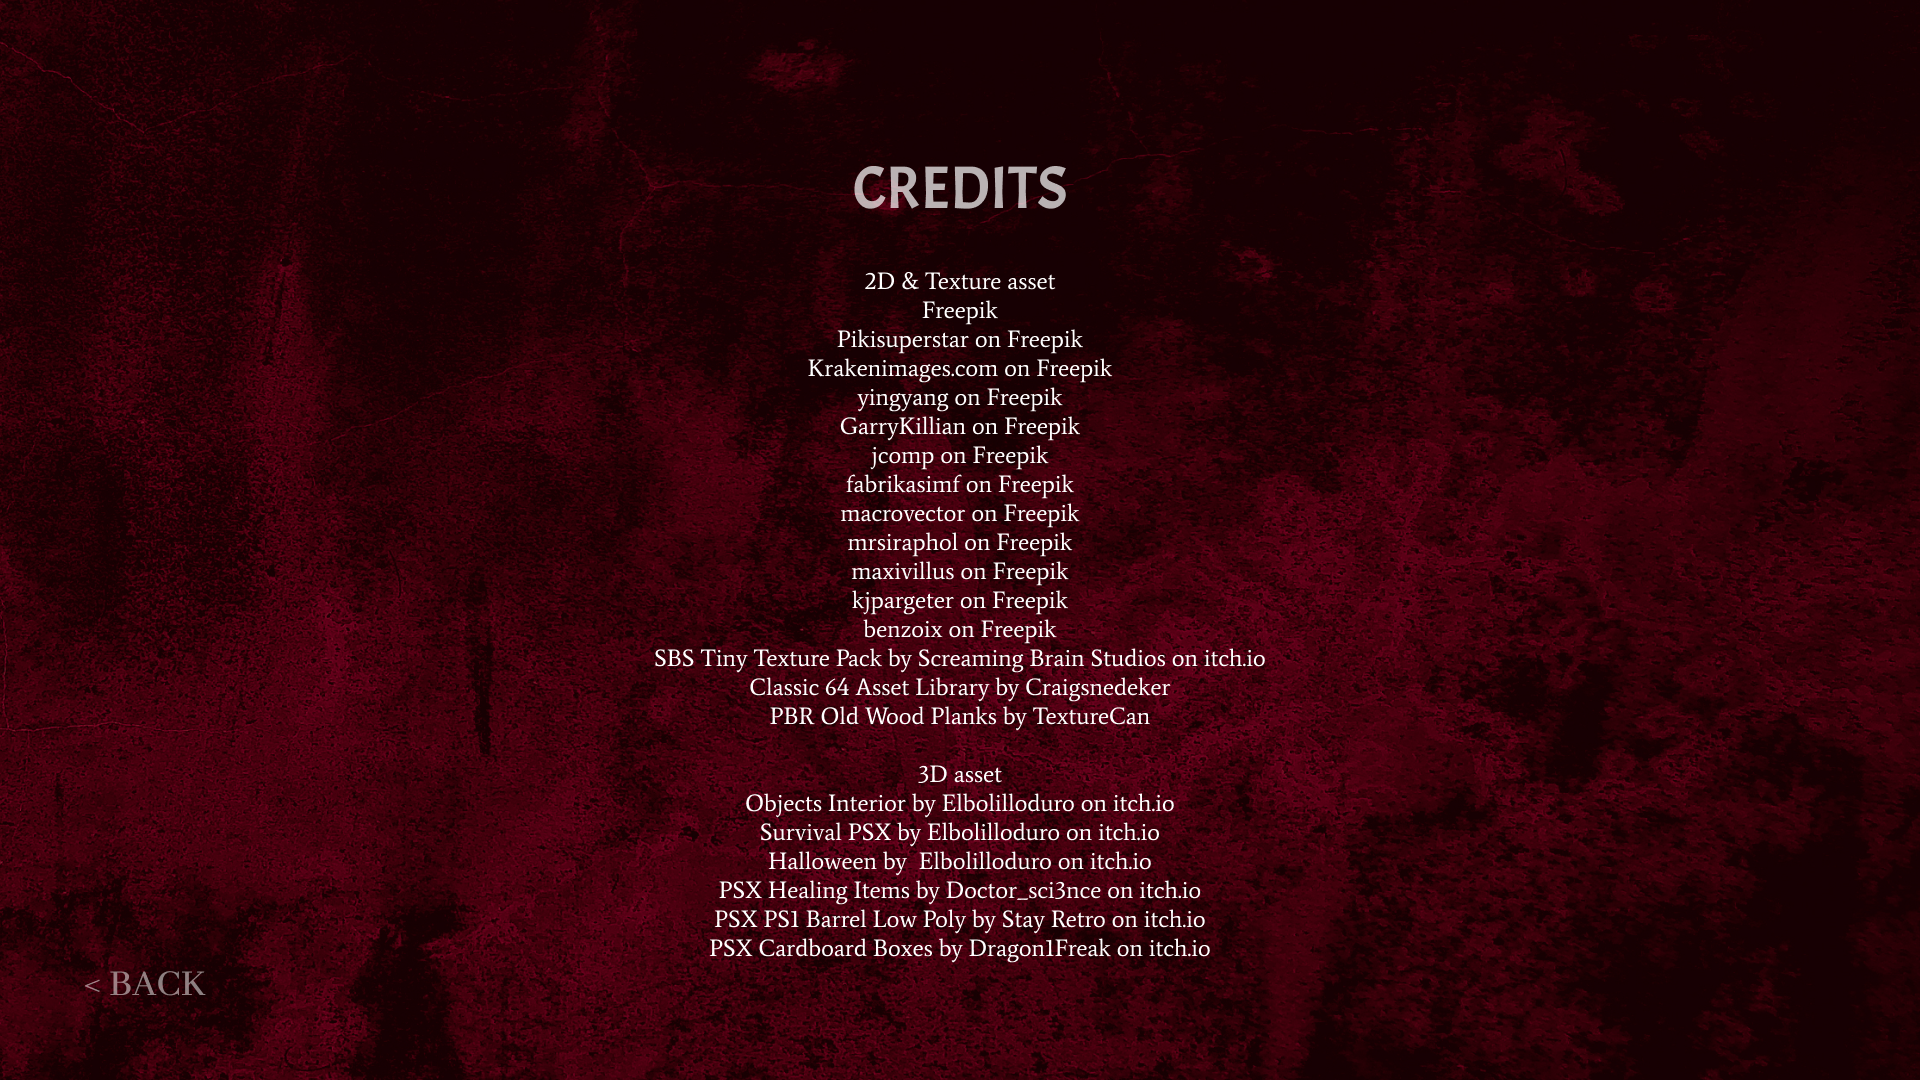 CREDITS
2D & Texture asset
Freepik
Pikisuperstar on Freepik
Krakenimages.com on Freepik
yingyang on Freepik
GarryKillian on Freepik
jcomp on Freepik
fabrikasimf on Freepik
macrovector on Freepik
mrsiraphol on Freepik
maxivillus on Freepik
kjpargeter on Freepik
benzoix on Freepik
SBS Tiny Texture Pack by Screaming Brain Studios on itch.io
Classic 64 Asset Library by Craigsnedeker
PBR Old Wood Planks by TextureCan
3D asset
Objects Interior by Elbolilloduro on itch.io
Survival PSX by Elbolilloduro on itch.io
Halloween by  Elbolilloduro on itch.io
PSX Healing Items by Doctor_sci3nce on itch.io
PSX PS1 Barrel Low Poly by Stay Retro on itch.io
PSX Cardboard Boxes by Dragon1Freak on itch.io
< BACK